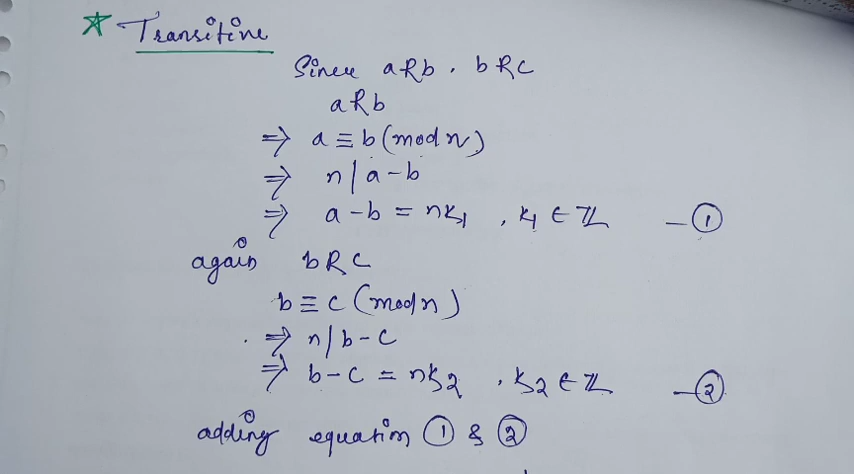 ☆ Transitive
Since aRb, bRC
aRb
⇒ a ≡ b (mod n)
⇒ n | a-b
⇒ a-b = nk₁ , k₁ ∈ ℤ —①
again bRC
b ≡ c (mod n)
⇒ n/b-c
⇒ b-c = nk₂ , k₂ ∈ ℤ —②
adding equation ① & ②